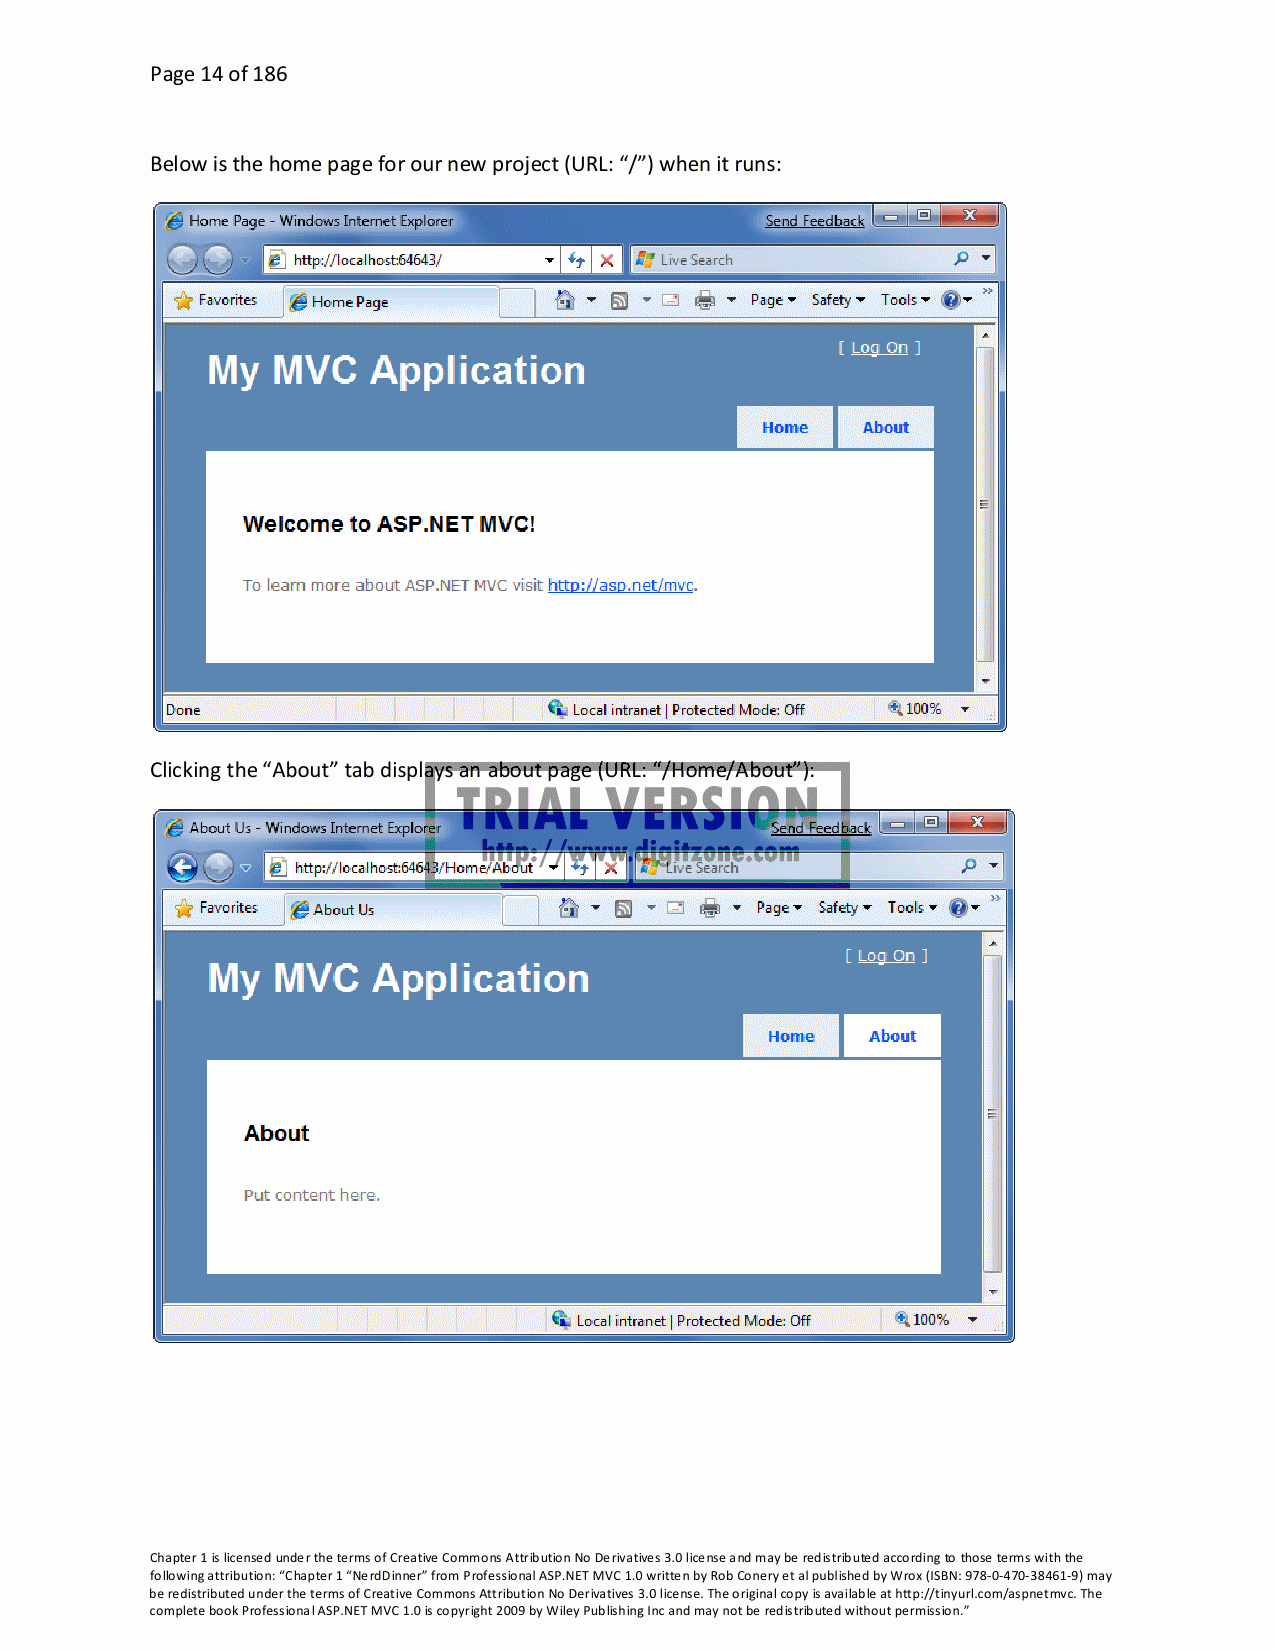 Page 14 of 186
Below is the home page for our new project (URL: “/”) when it runs:
Home Page - Windows Internet Explorer
Send Feedback
http://localhost:64643/
Live Search
Favorites
Home Page
Page
Safety
Tools
[ Log On ]
My MVC Application
Home
About
Welcome to ASP.NET MVC!
To learn more about ASP.NET MVC visit http://asp.net/mvc.
Done
Local intranet | Protected Mode: Off
100%
Clicking the “About” tab displays an about page (URL: “/Home/About”):
TRIAL VERSION
http://www.digitzone.com
About Us - Windows Internet Explorer
Send Feedback
http://localhost:64643/Home/About
Live Search
Favorites
About Us
Page
Safety
Tools
[ Log On ]
My MVC Application
Home
About
About
Put content here.
Local intranet | Protected Mode: Off
100%
Chapter 1 is licensed under the terms of Creative Commons Attribution No Derivatives 3.0 license and may be redistributed according to those terms with the
following attribution: “Chapter 1 “NerdDinner” from Professional ASP.NET MVC 1.0 written by Rob Conery et al published by Wrox (ISBN: 978-0-470-38461-9) may
be redistributed under the terms of Creative Commons Attribution No Derivatives 3.0 license. The original copy is available at http://tinyurl.com/aspnetmvc. The
complete book Professional ASP.NET MVC 1.0 is copyright 2009 by Wiley Publishing Inc and may not be redistributed without permission.”